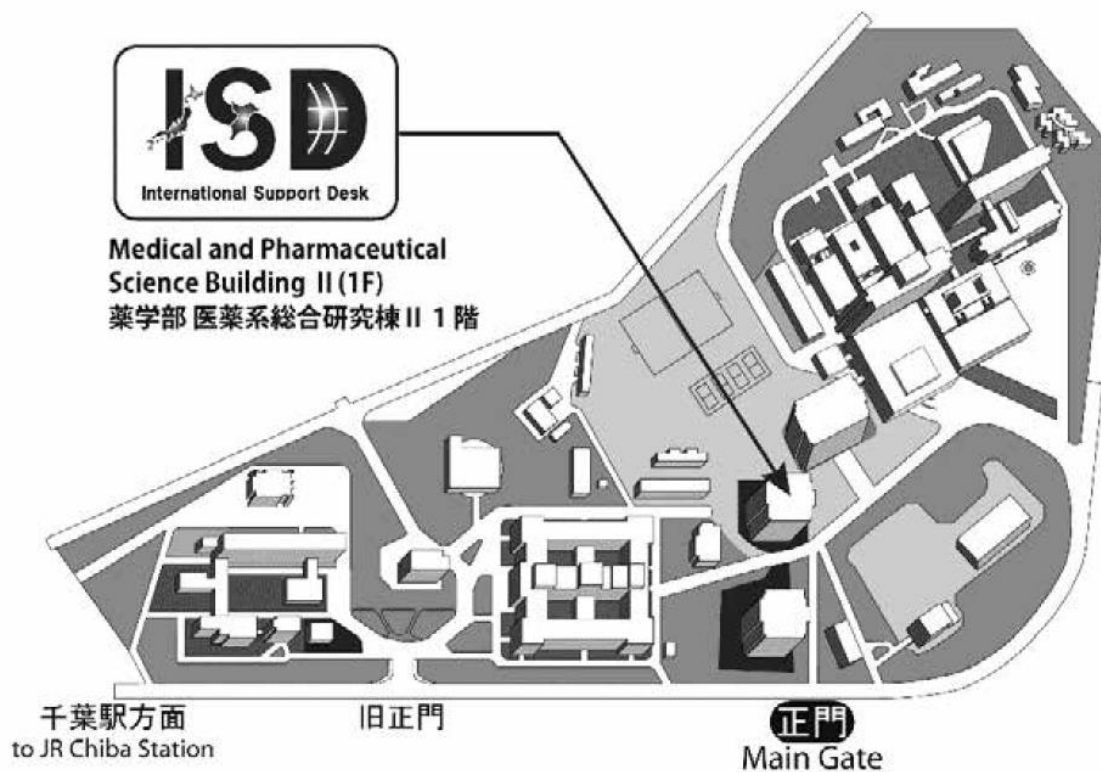 ISD
International Support Desk
Medical and Pharmaceutical
Science Building II (1F)
薬学部 医薬系総合研究棟II 1階
千葉駅方面
to JR Chiba Station
旧正門
正門
Main Gate